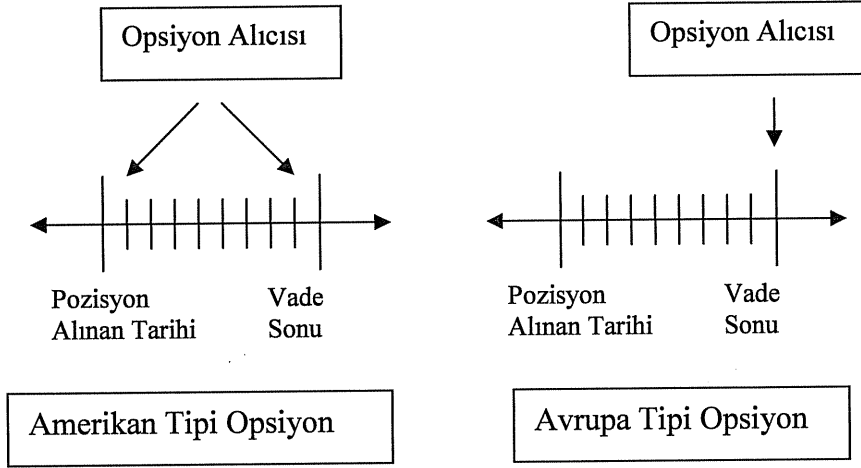 Opsiyon Alıcısı
Pozisyon
Alınan Tarihi
Vade
Sonu
Amerikan Tipi Opsiyon
Opsiyon Alıcısı
Pozisyon
Alınan Tarihi
Vade
Sonu
Avrupa Tipi Opsiyon